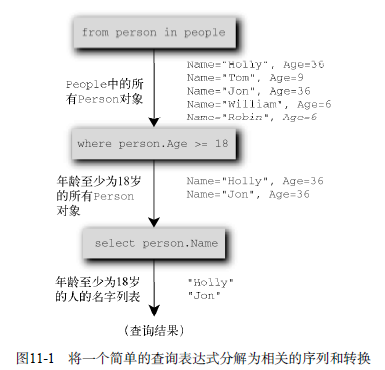 from person in people
People中的所
有Person对象
Name="Holly", Age=36
Name="Tom", Age=9
Name="Jon", Age=36
Name="William", Age=6
Name="Robin", Age=6
where person.Age >= 18
年龄至少为18岁
的所有Person
对象
Name="Holly", Age=36
Name="Jon", Age=36
select person.Name
年龄至少为18岁
的人的名字列表
"Holly"
"Jon"
(查询结果)
图11-1 将一个简单的查询表达式分解为相关的序列和转换